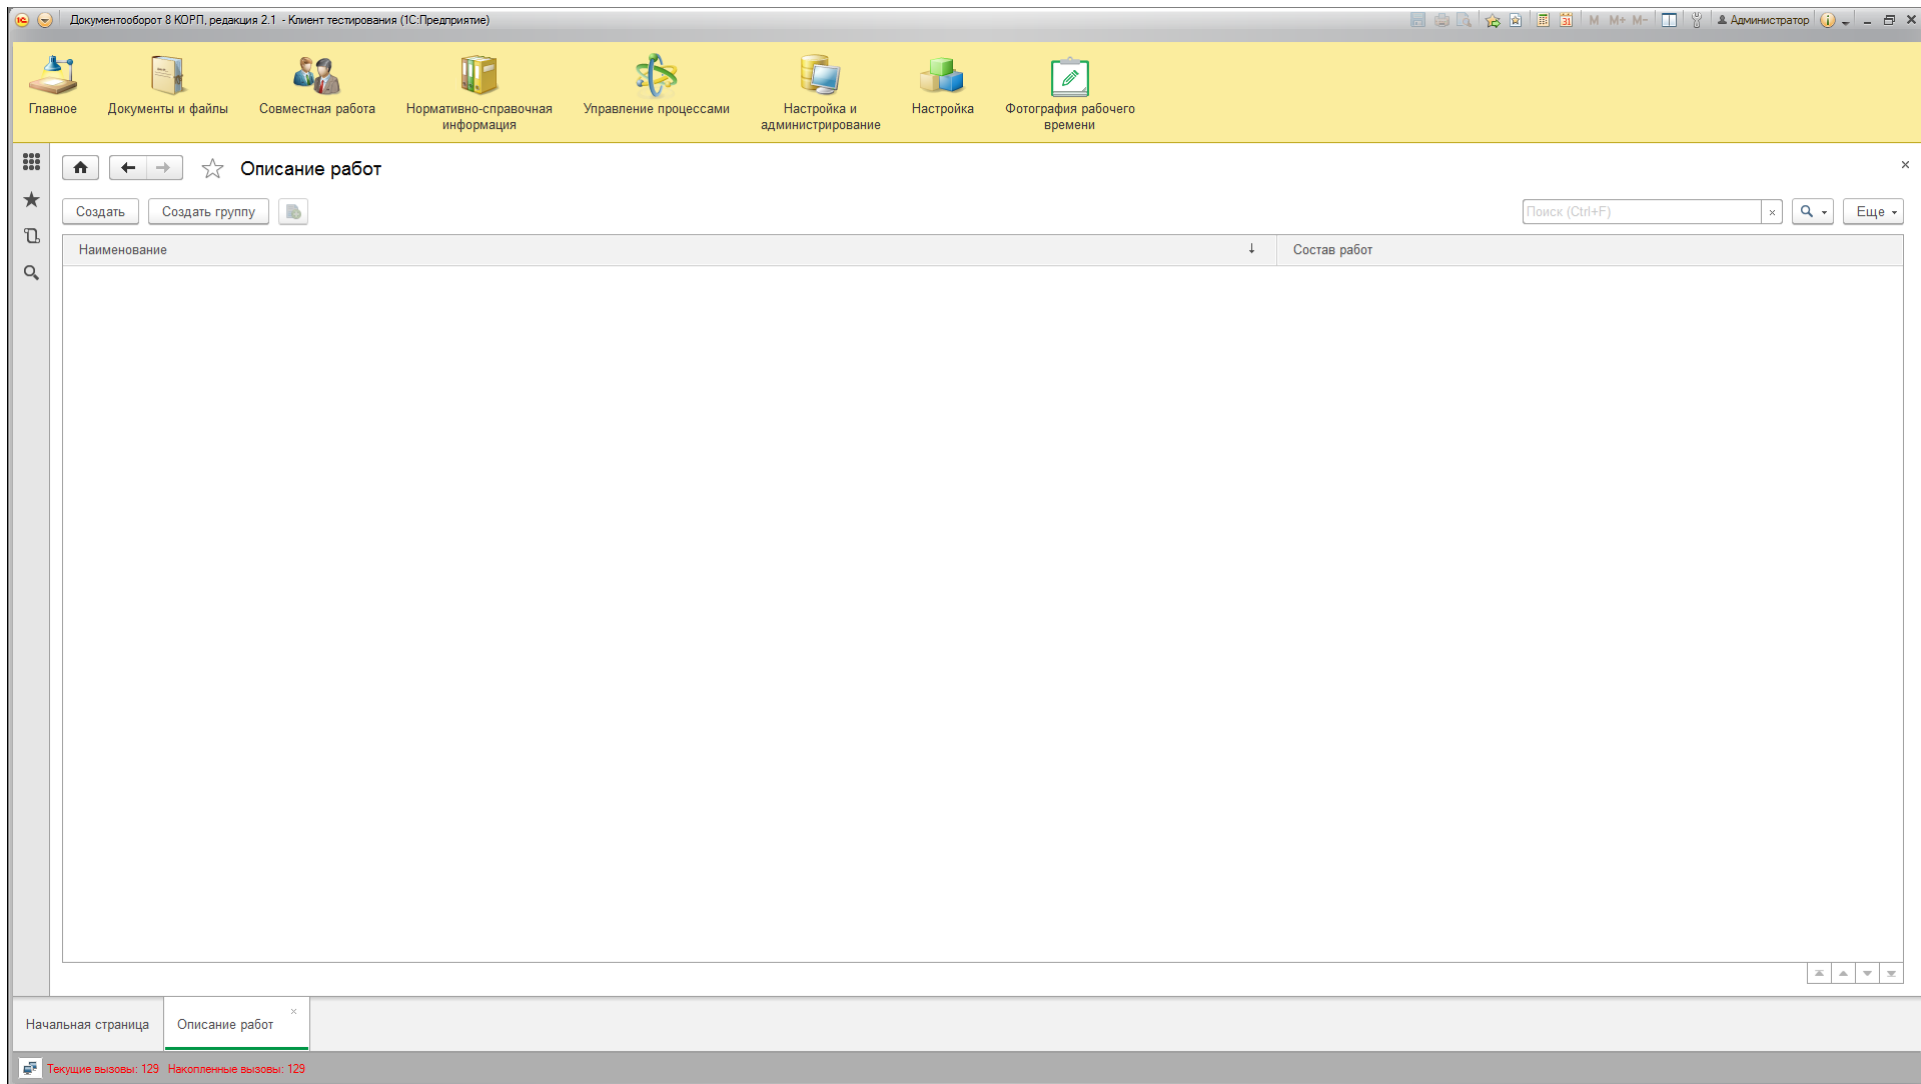 Документооборот 8 КОРП, редакция 2.1 - Клиент тестирования (1С:Предприятие)
31 M M+ M- Администратор
Главное
Документы и файлы
Совместная работа
Нормативно-справочная
информация
Управление процессами
Настройка и
администрирование
Настройка
Фотография рабочего
времени
Описание работ
Создать Создать группу Поиск (Ctrl+F) Еще
Наименование Состав работ
Начальная страница Описание работ
Текущие вызовы: 129 Накопленные вызовы: 129